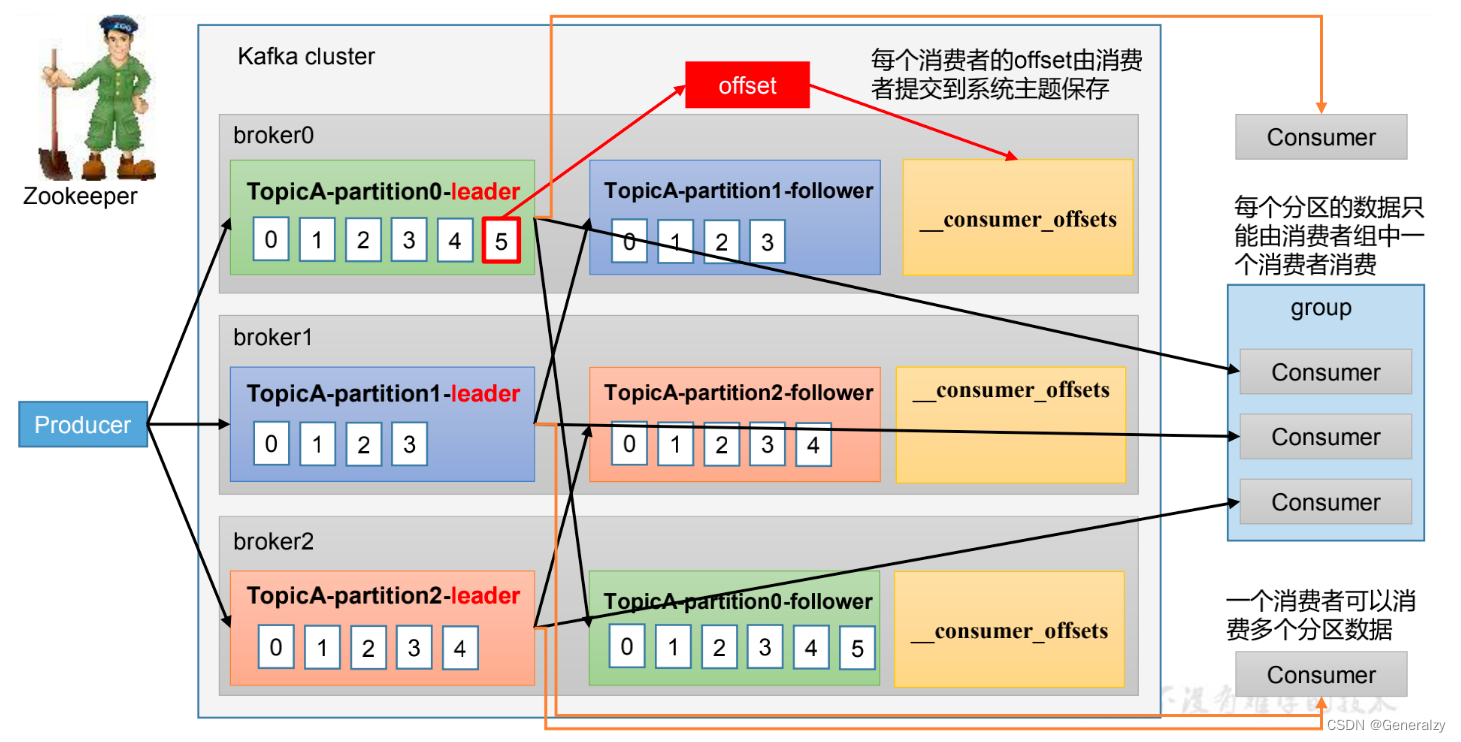 ZOO
Zookeeper
Kafka cluster
offset
每个消费者的offset由消费
者提交到系统主题保存
Consumer
broker0
TopicA-partition0-leader
0 1 2 3 4 5
TopicA-partition1-follower
0 1 2 3
__consumer_offsets
每个分区的数据只
能由消费者组中一
个消费者消费
group
Consumer
Consumer
Consumer
broker1
TopicA-partition1-leader
0 1 2 3
TopicA-partition2-follower
0 1 2 3 4
__consumer_offsets
Producer
broker2
TopicA-partition2-leader
0 1 2 3 4
TopicA-partition0-follower
0 1 2 3 4 5
__consumer_offsets
一个消费者可以消
费多个分区数据
Consumer
CSDN @Generalzy